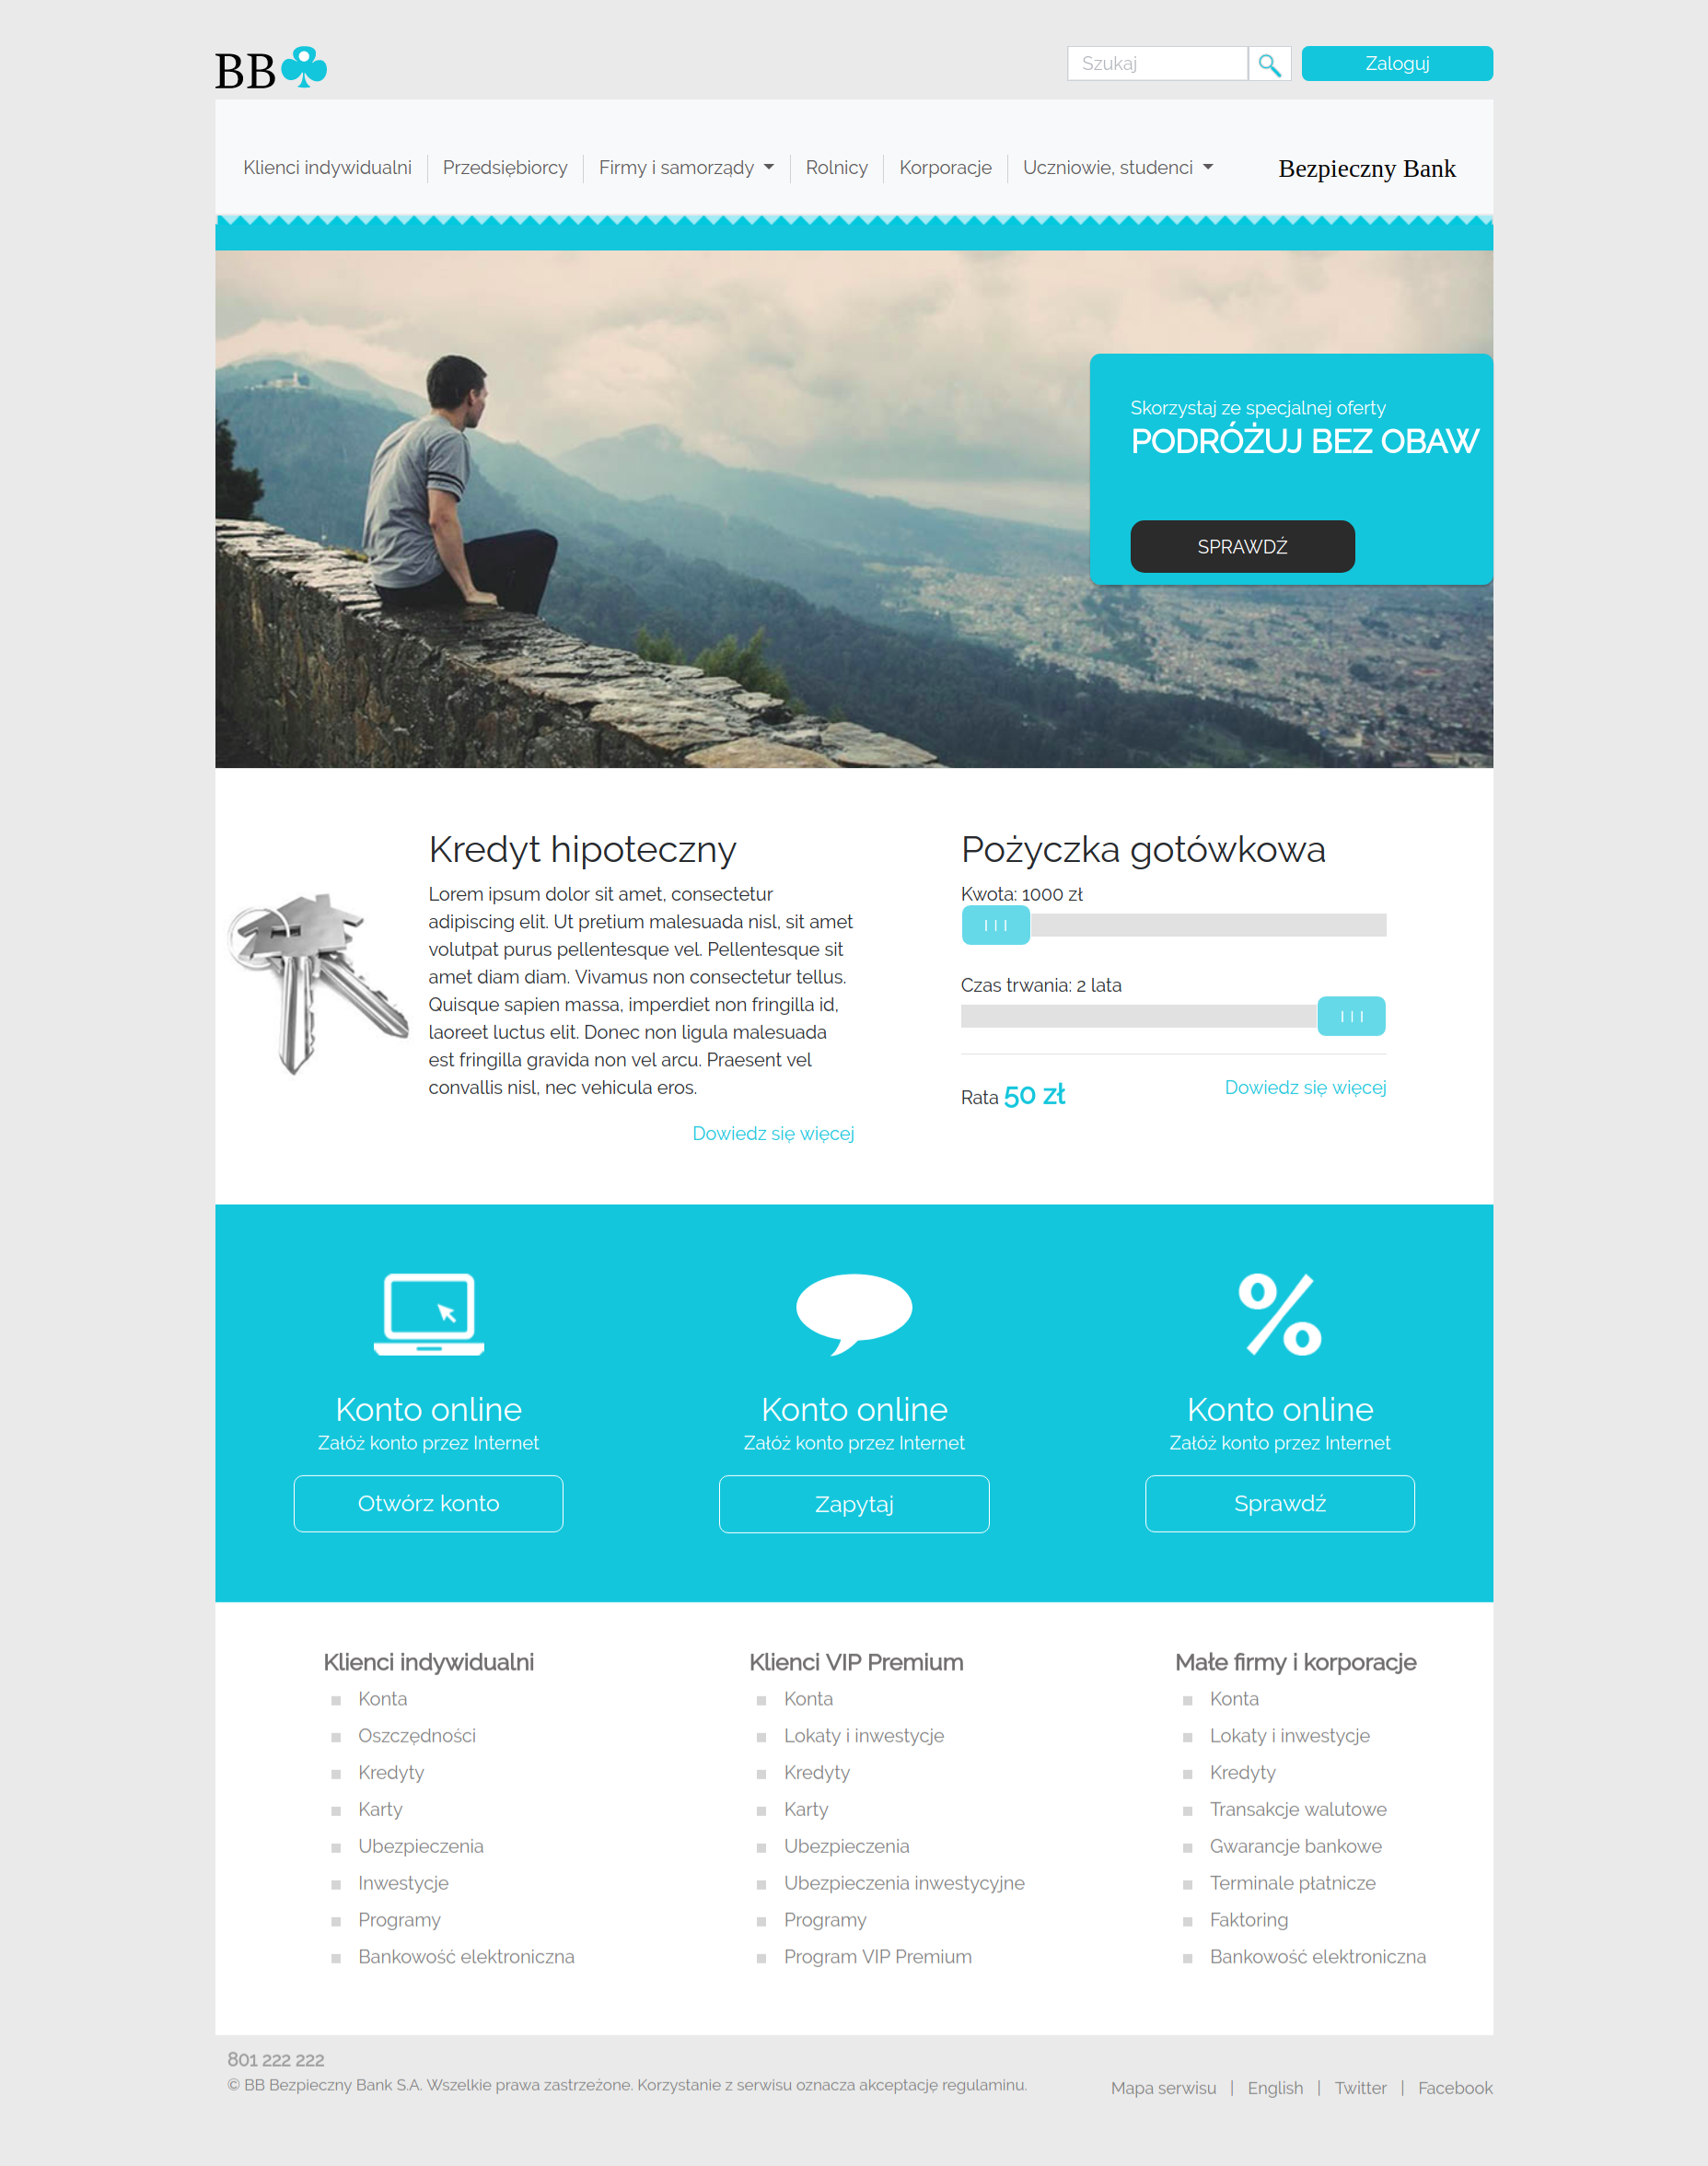 BB
Szukaj
Zaloguj
Klienci indywidualni
Przedsiębiorcy
Firmy i samorządy
Rolnicy
Korporacje
Uczniowie, studenci
Bezpieczny Bank
Skorzystaj ze specjalnej oferty
PODRÓŻUJ BEZ OBAW
SPRAWDŹ
Kredyt hipoteczny
Lorem ipsum dolor sit amet, consectetur
adipiscing elit. Ut pretium malesuada nisl, sit amet
volutpat purus pellentesque vel. Pellentesque sit
amet diam diam. Vivamus non consectetur tellus.
Quisque sapien massa, imperdiet non fringilla id,
laoreet luctus elit. Donec non ligula malesuada
est fringilla gravida non vel arcu. Praesent vel
convallis nisl, nec vehicula eros.
Dowiedz się więcej
Pożyczka gotówkowa
Kwota: 1000 zł
Czas trwania: 2 lata
Rata 50 zł
Dowiedz się więcej
Konto online
Załóż konto przez Internet
Otwórz konto
Konto online
Załóż konto przez Internet
Zapytaj
%
Konto online
Załóż konto przez Internet
Sprawdź
Klienci indywidualni
Konta
Oszczędności
Kredyty
Karty
Ubezpieczenia
Inwestycje
Programy
Bankowość elektroniczna
Klienci VIP Premium
Konta
Lokaty i inwestycje
Kredyty
Karty
Ubezpieczenia
Ubezpieczenia inwestycyjne
Programy
Program VIP Premium
Małe firmy i korporacje
Konta
Lokaty i inwestycje
Kredyty
Transakcje walutowe
Gwarancje bankowe
Terminale płatnicze
Faktoring
Bankowość elektroniczna
801 222 222
© BB Bezpieczny Bank S.A. Wszelkie prawa zastrzeżone. Korzystanie z serwisu oznacza akceptację regulaminu.
Mapa serwisu | English | Twitter | Facebook